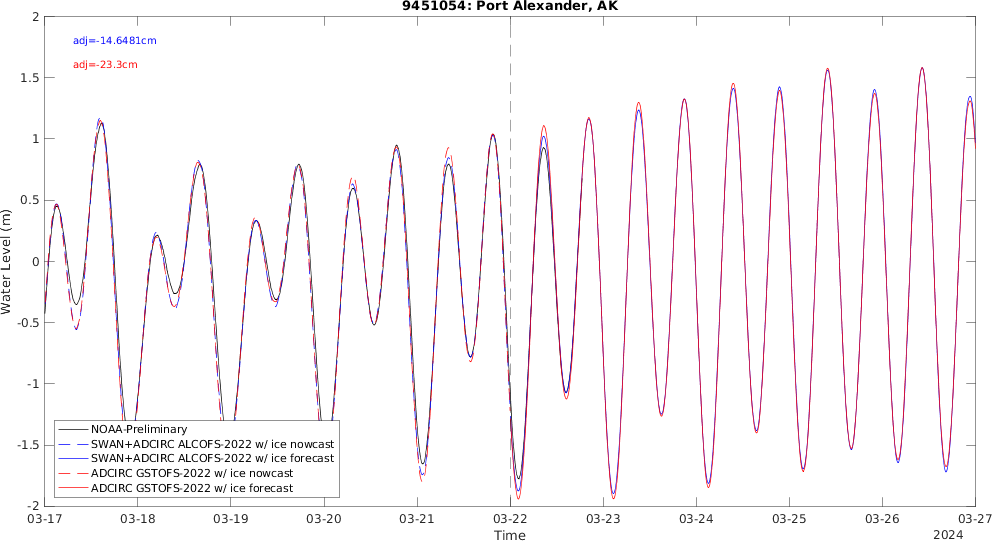 9451054: Port Alexander, AK
adj=-14.6481cm
adj=-23.3cm
2
1.5
1
0.5
0
-0.5
-1
-1.5
-2
Water Level (m)
NOAA-Preliminary
SWAN+ADCIRC ALCOFS-2022 w/ ice nowcast
SWAN+ADCIRC ALCOFS-2022 w/ ice forecast
ADCIRC GSTOFS-2022 w/ ice nowcast
ADCIRC GSTOFS-2022 w/ ice forecast
03-17 03-18 03-19 03-20 03-21 03-22 03-23 03-24 03-25 03-26 03-27
Time
2024